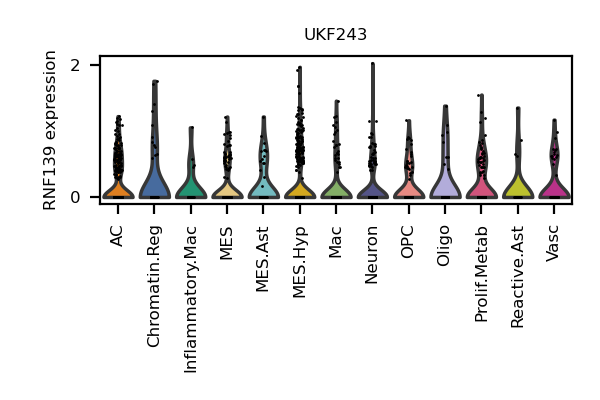 UKF243
RNF139 expression
2
0
AC
Chromatin.Reg
Inflammatory.Mac
MES
MES.Ast
MES.Hyp
Mac
Neuron
OPC
Oligo
Prolif.Metab
Reactive.Ast
Vasc